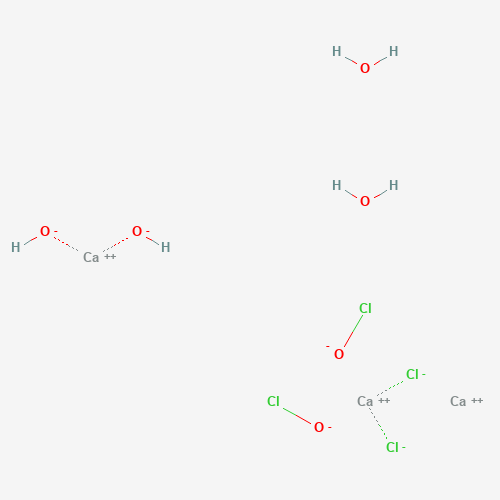 H H
O
H H
O
O - O -
H H
Ca ++
Cl
- O
Cl -
Cl Ca ++ Ca ++
O -
Cl -